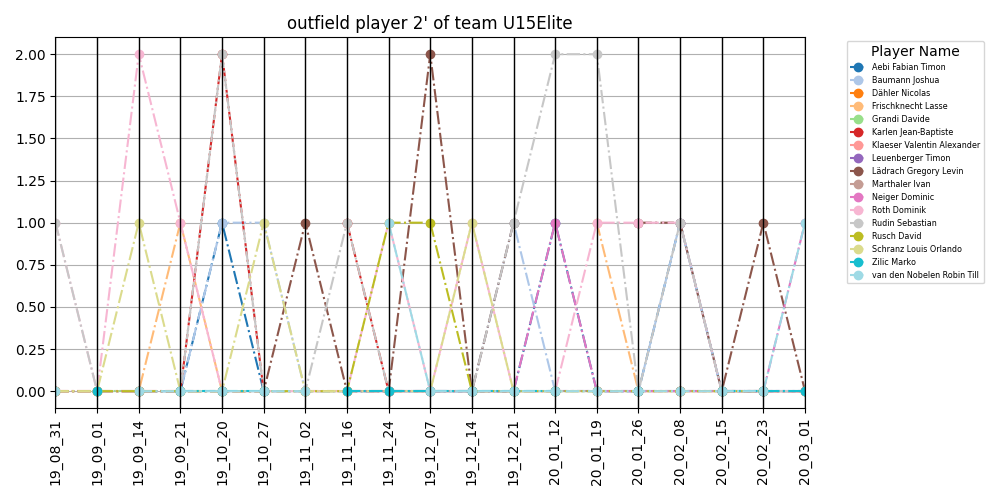 outfield player 2' of team U15Elite
2.00
1.75
1.50
1.25
1.00
0.75
0.50
0.25
0.00
19_08_31
19_09_01
19_09_14
19_09_21
19_10_20
19_10_27
19_11_02
19_11_16
19_11_24
19_12_07
19_12_14
19_12_21
20_01_12
20_01_19
20_01_26
20_02_08
20_02_15
20_02_23
20_03_01
Player Name
Aebi Fabian Timon
Baumann Joshua
Dähler Nicolas
Frischknecht Lasse
Grandi Davide
Karlen Jean-Baptiste
Klaeser Valentin Alexander
Leuenberger Timon
Lädrach Gregory Levin
Marthaler Ivan
Neiger Dominic
Roth Dominik
Rudin Sebastian
Rusch David
Schranz Louis Orlando
Zilic Marko
van den Nobelen Robin Till